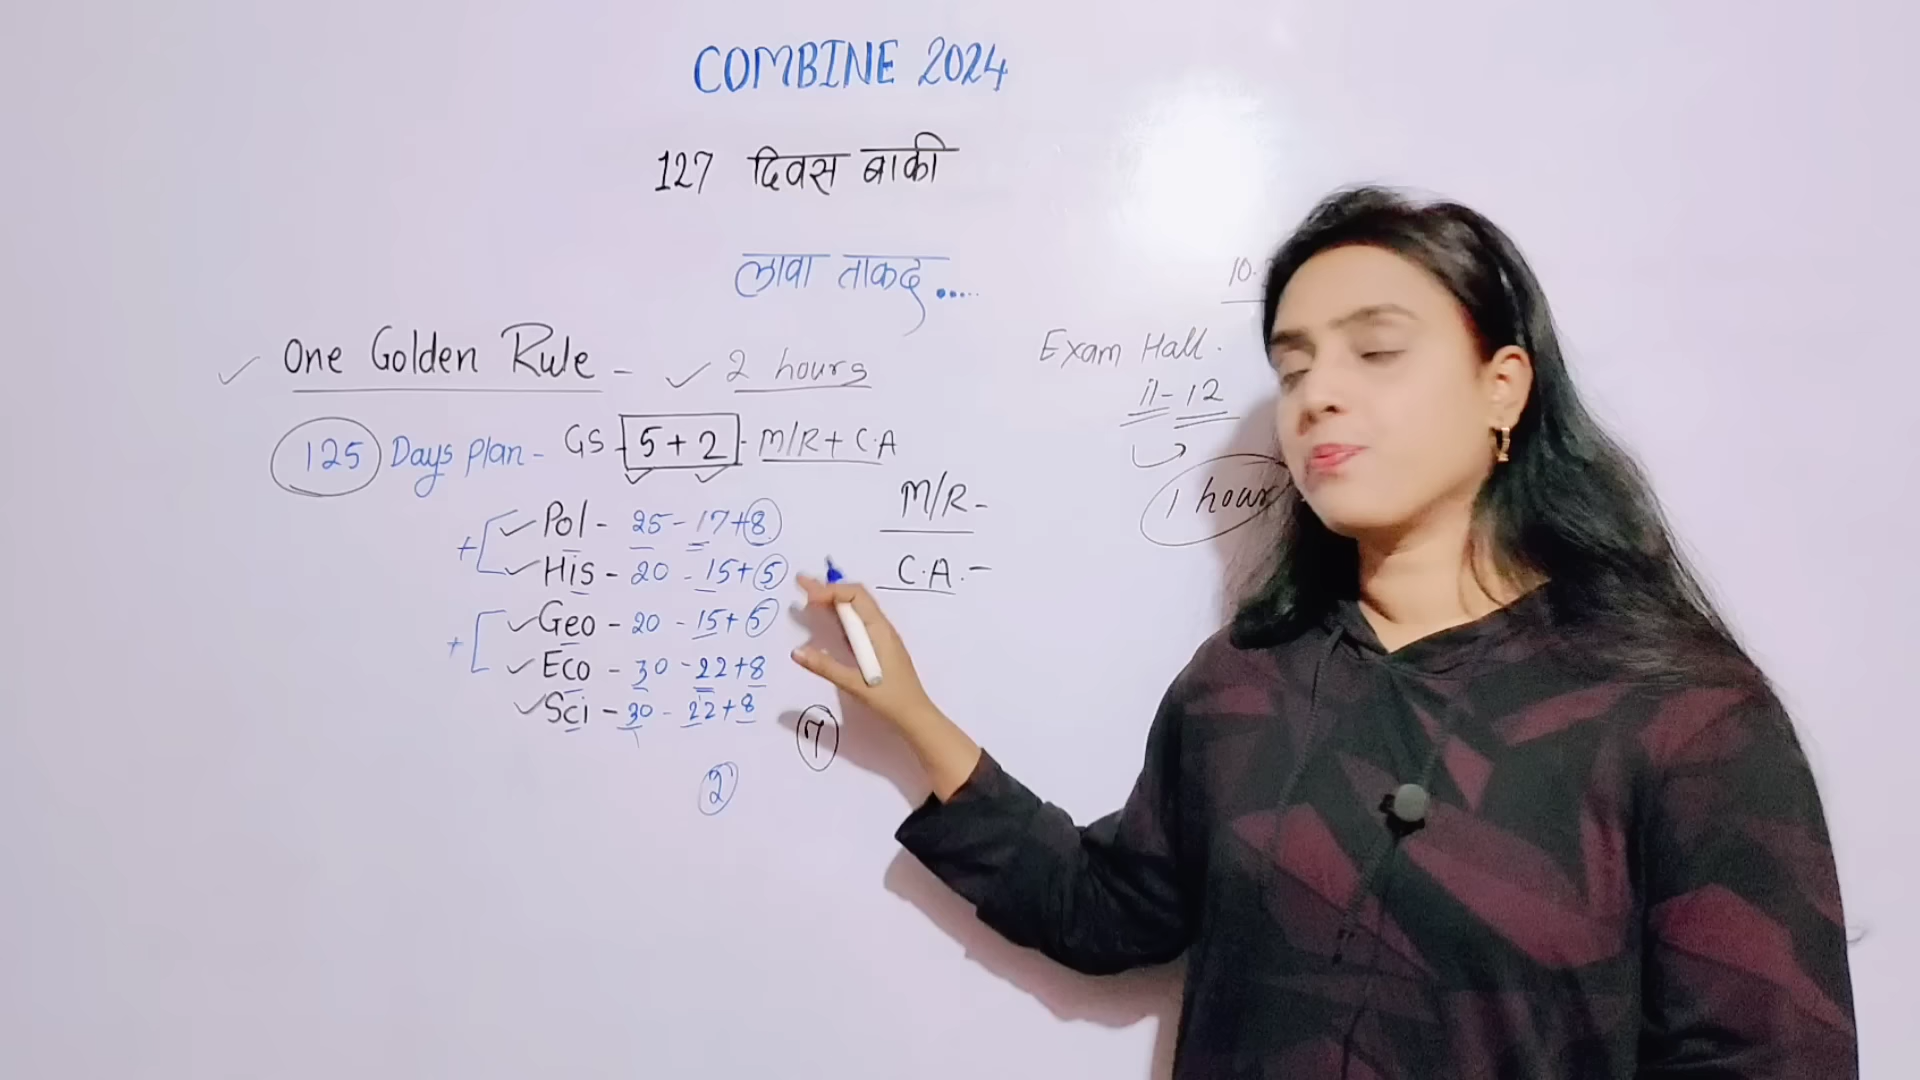 COMBINE 2024
127 दिवस बाकी
लावा ताकद.....
One Golden Rule - 2 hours
125 Days plan - GS - 5+2 - M/R + C.A
Pol - 25 - 17+8
His - 20 - 15+5
Geo - 20 - 15+5
Eco - 30 - 22+8
Sci - 30 - 22+8
7
2
M/R -
C.A. -
10.
Exam Hall.
11-12
1 hour